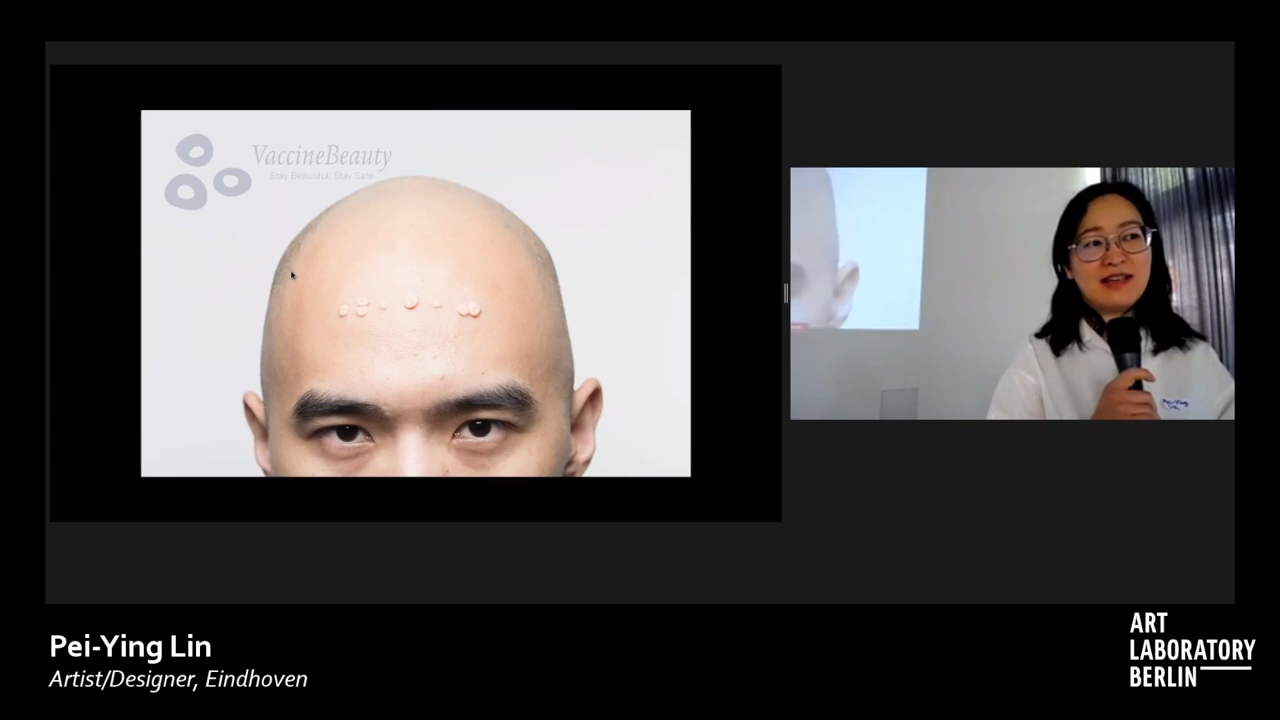 VaccineBeauty
Stay Beautiful, Stay Safe
Pei-Ying Lin
Artist/Designer, Eindhoven
ART
LABORATORY
BERLIN